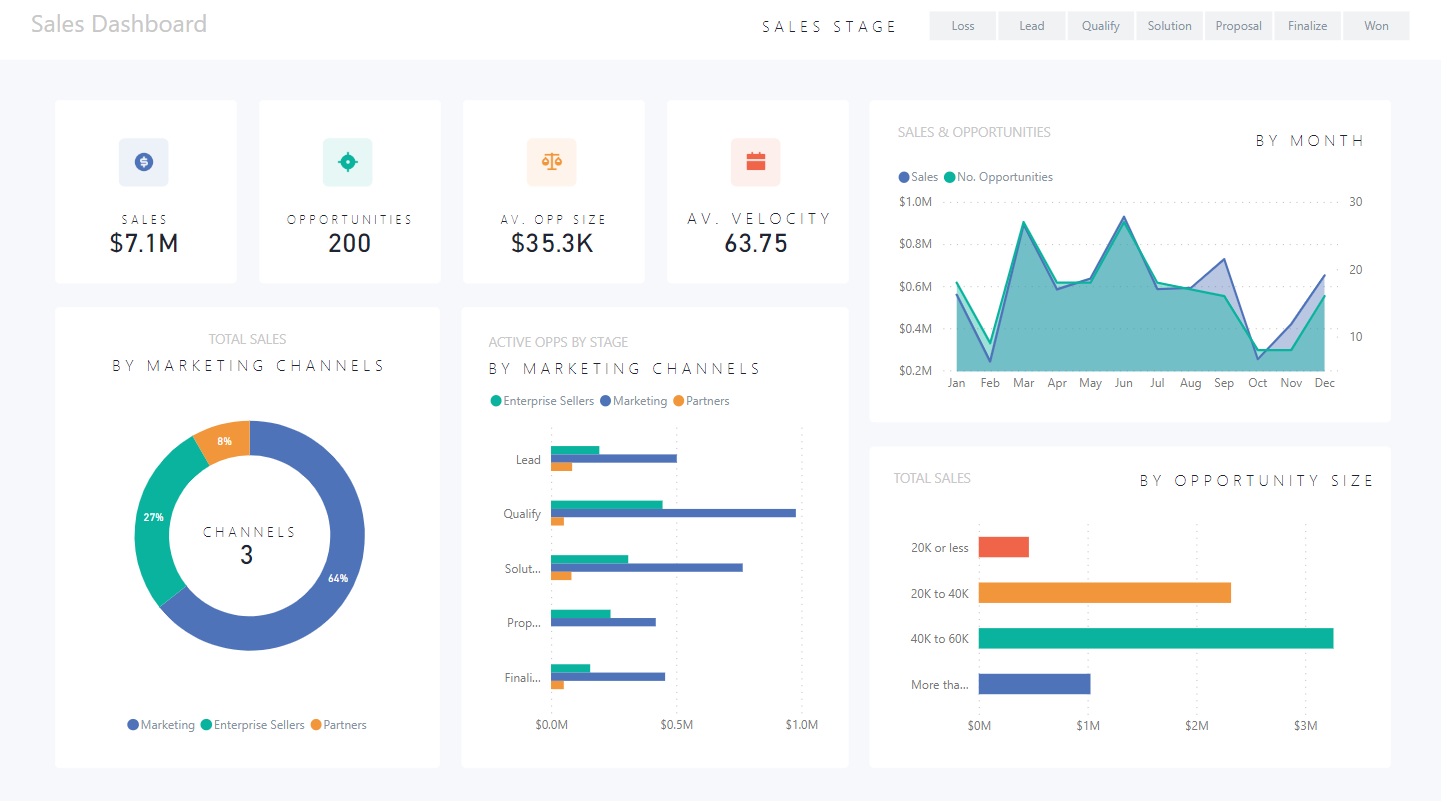 Sales Dashboard
SALES STAGE
Loss
Lead
Qualify
Solution
Proposal
Finalize
Won
SALES
$7.1M
OPPORTUNITIES
200
AV. OPP SIZE
$35.3K
AV. VELOCITY
63.75
SALES & OPPORTUNITIES
BY MONTH
Sales No. Opportunities
$1.0M
$0.8M
$0.6M
$0.4M
$0.2M
30
20
10
Jan Feb Mar Apr May Jun Jul Aug Sep Oct Nov Dec
TOTAL SALES
BY MARKETING CHANNELS
8%
27%
64%
CHANNELS
3
Marketing Enterprise Sellers Partners
ACTIVE OPPS BY STAGE
BY MARKETING CHANNELS
Enterprise Sellers Marketing Partners
Lead
Qualify
Solut...
Prop...
Finali...
$0.0M $0.5M $1.0M
TOTAL SALES
BY OPPORTUNITY SIZE
20K or less
20K to 40K
40K to 60K
More tha...
$0M $1M $2M $3M